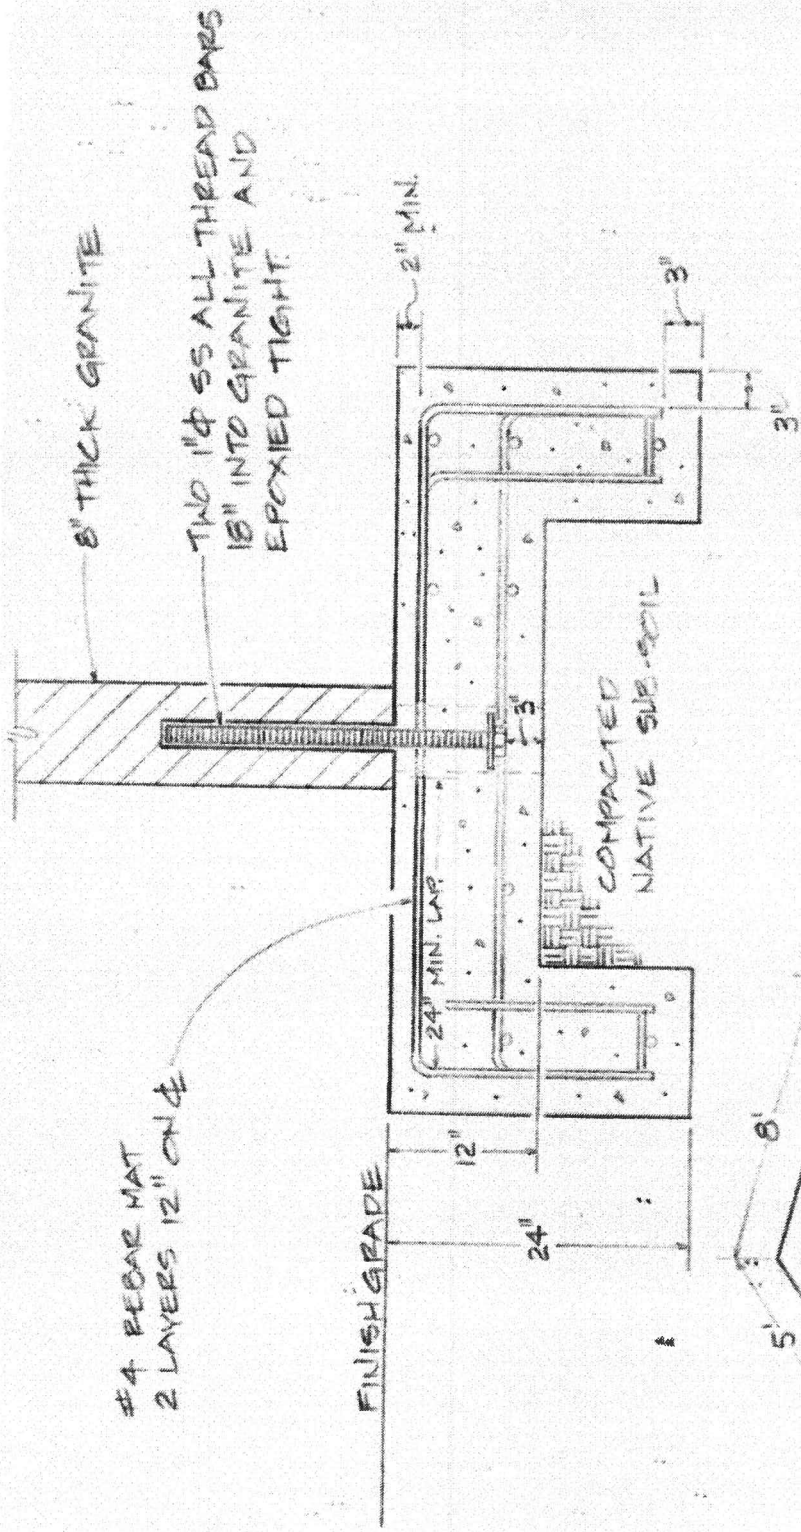 8" THICK GRANITE
TWO 1"Φ SS ALL THREAD BARS
18" INTO GRANITE AND
EPOXIED TIGHT.
#4 REBAR MAT
2 LAYERS 12" ON ℄
2" MIN.
FINISH GRADE
24" MIN. LAP.
12"
24"
3"
3"
3"
COMPACTED
NATIVE SUB-SOIL
5'
8'